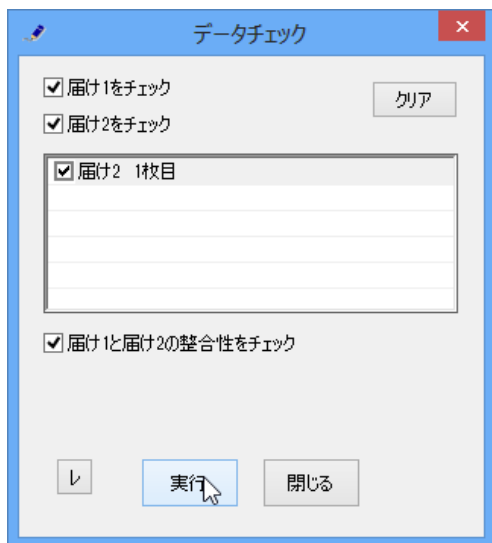 データチェック
届け1をチェック
クリア
届け2をチェック
届け2 1枚目
届け1と届け2の整合性をチェック
レ
実行
閉じる